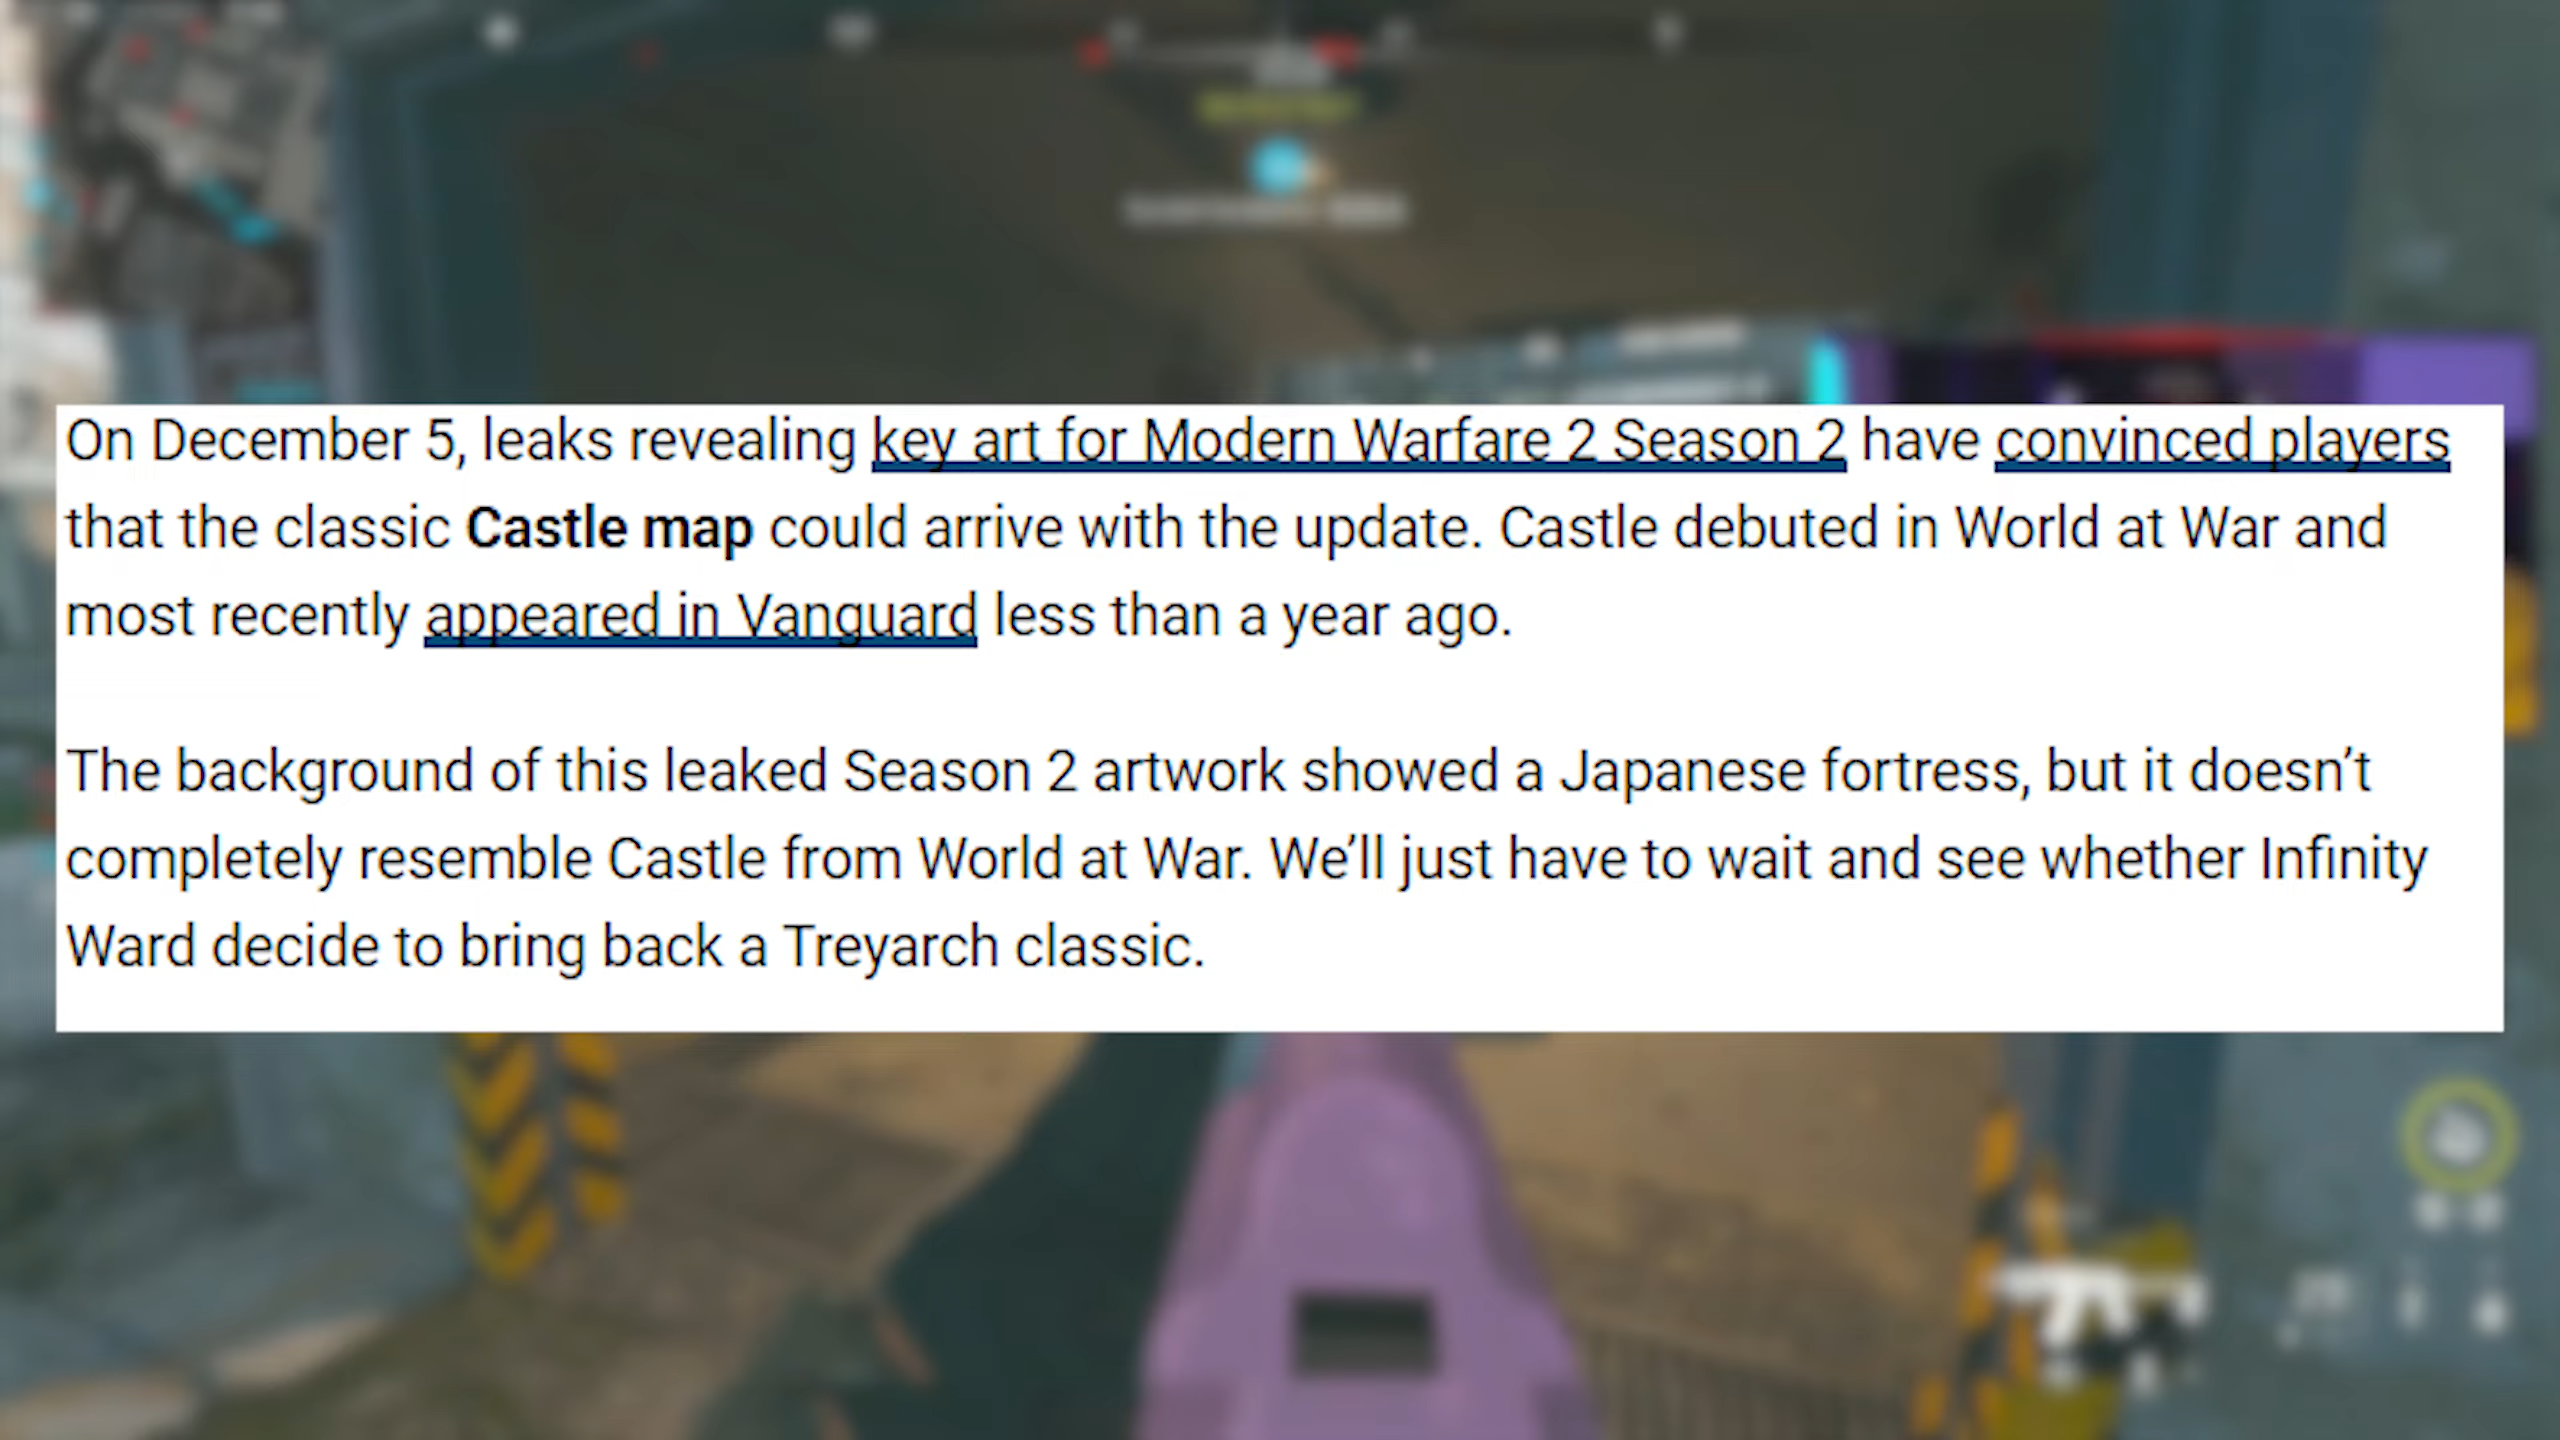 On December 5, leaks revealing key art for Modern Warfare 2 Season 2 have convinced players
that the classic Castle map could arrive with the update. Castle debuted in World at War and
most recently appeared in Vanguard less than a year ago.
The background of this leaked Season 2 artwork showed a Japanese fortress, but it doesn’t
completely resemble Castle from World at War. We’ll just have to wait and see whether Infinity
Ward decide to bring back a Treyarch classic.